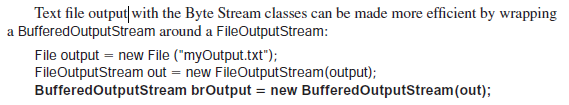 Text file output with the Byte Stream classes can be made more efficient by wrapping
a BufferedOutputStream around a FileOutputStream:
File output = new File ("myOutput.txt");
FileOutputStream out = new FileOutputStream(output);
BufferedOutputStream brOutput = new BufferedOutputStream(out);